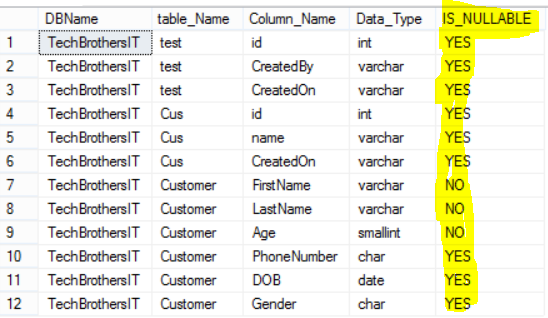 DBName table_Name Column_Name Data_Type IS_NULLABLE
1 TechBrothersIT test id int YES
2 TechBrothersIT test CreatedBy varchar YES
3 TechBrothersIT test CreatedOn varchar YES
4 TechBrothersIT Cus id int YES
5 TechBrothersIT Cus name varchar YES
6 TechBrothersIT Cus CreatedOn varchar YES
7 TechBrothersIT Customer FirstName varchar NO
8 TechBrothersIT Customer LastName varchar NO
9 TechBrothersIT Customer Age smallint NO
10 TechBrothersIT Customer PhoneNumber char YES
11 TechBrothersIT Customer DOB date YES
12 TechBrothersIT Customer Gender char YES